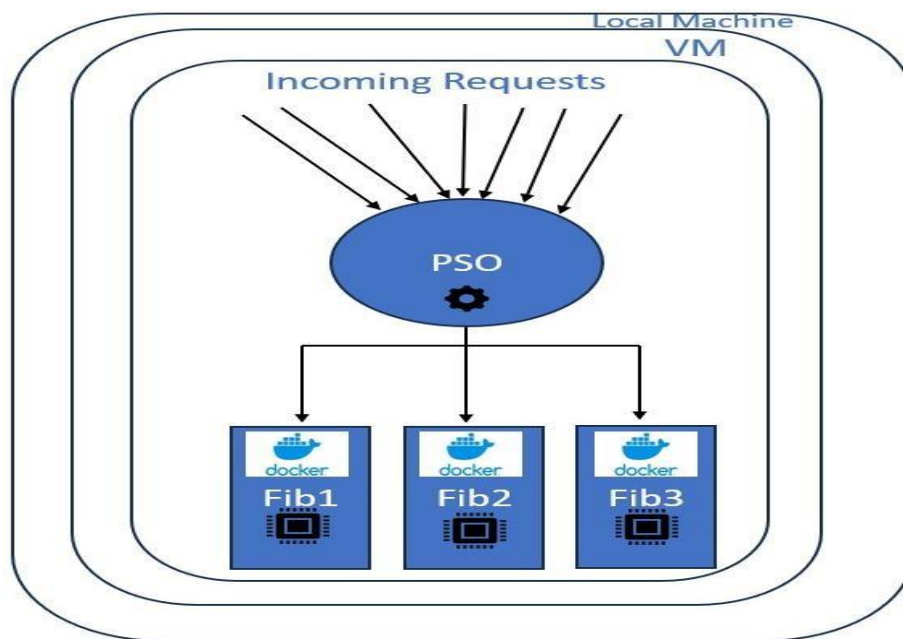 Local Machine
VM
Incoming Requests
PSO
docker
docker
docker
Fib1
Fib2
Fib3